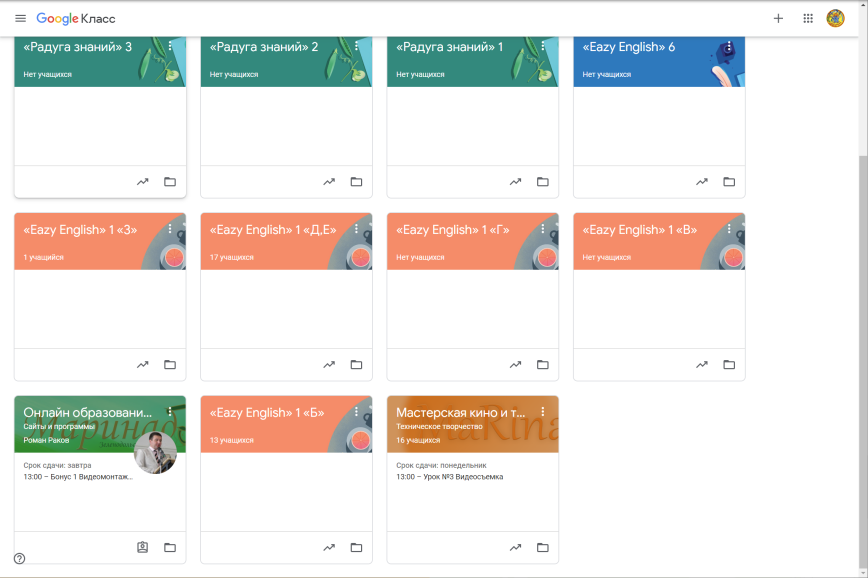 Google Класс
«Радуга знаний» 3
Нет учащихся
«Радуга знаний» 2
Нет учащихся
«Радуга знаний» 1
Нет учащихся
«Eazy English» 6
Нет учащихся
«Eazy English» 1 «З»
1 учащийся
«Eazy English» 1 «Д,Е»
17 учащихся
«Eazy English» 1 «Г»
Нет учащихся
«Eazy English» 1 «В»
Нет учащихся
Онлайн образовани...
Сайты и программы
Роман Раков
Маринад
Срок сдачи: завтра
13:00 – Бонус 1 Видеомонтаж...
«Eazy English» 1 «Б»
13 учащихся
Мастерская кино и т...
Техническое творчество
16 учащихся
Срок сдачи: понедельник
13:00 – Урок №3 Видеосъемка